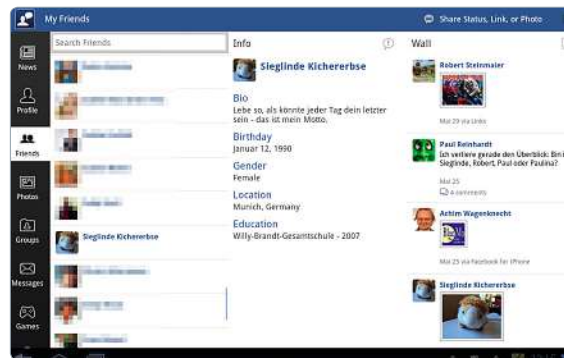 My Friends
Share Status, Link, or Photo
Search Friends
News
Profile
Friends
Photos
Groups
Sieglinde Kichererbse
Messages
Games
Info
Sieglinde Kichererbse
Bio
Lebe so, als könnte jeder Tag dein letzter
sein - das ist mein Motto.
Birthday
Januar 12, 1990
Gender
Female
Location
Munich, Germany
Education
Willy-Brandt-Gesamtschule - 2007
Wall
Robert Steinmaier
Mai 29 via Links
Paul Reinhardt
Ich verliere gerade den Überblick: Bin i
Sieglinde, Robert, Paul oder Paulina?
Mai 25
4 comments
Achim Wagenknecht
Mai 25 via Facebook for iPhone
Sieglinde Kichererbse